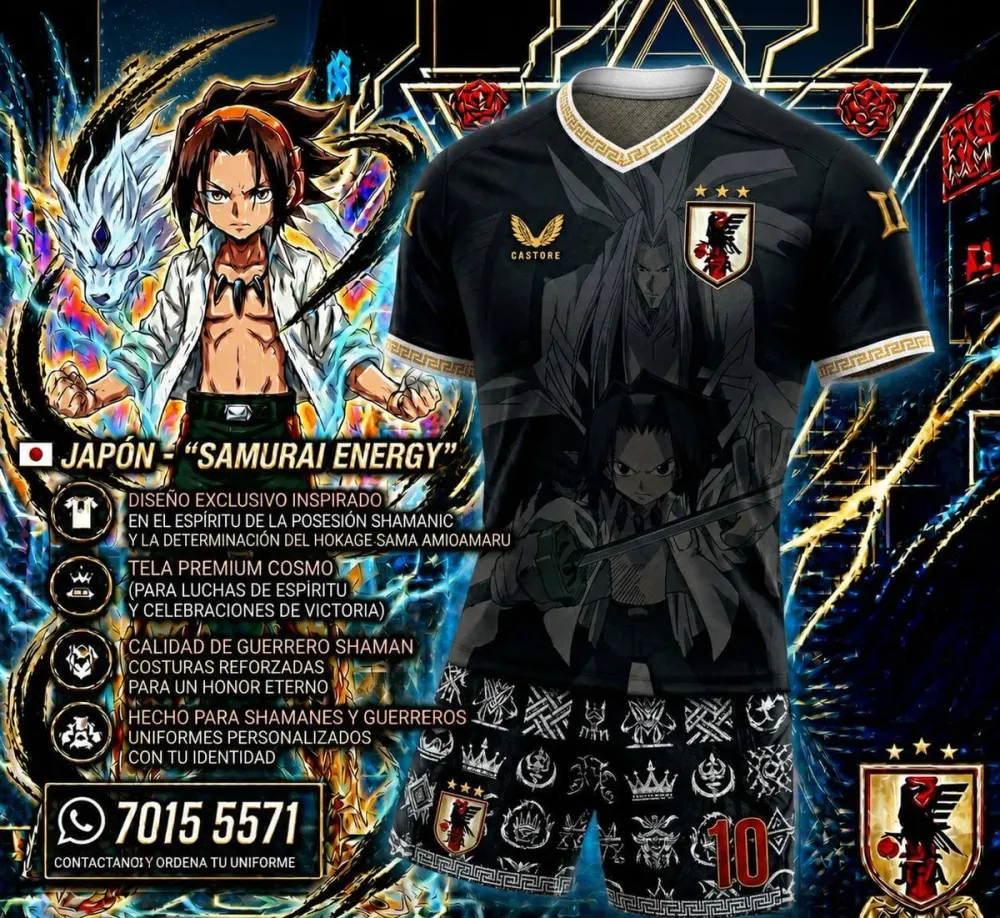 CASTORE
JAPÓN - “SAMURAI ENERGY”
DISEÑO EXCLUSIVO INSPIRADO
EN EL ESPÍRITU DE LA POSESIÓN SHAMANIC
Y LA DETERMINACIÓN DEL HOKAGE SAMA AMIOAMARU
TELA PREMIUM COSMO
(PARA LUCHAS DE ESPÍRITU
Y CELEBRACIONES DE VICTORIA)
CALIDAD DE GUERRERO SHAMAN
COSTURAS REFORZADAS
PARA UN HONOR ETERNO
HECHO PARA SHAMANES Y GUERREROS
UNIFORMES PERSONALIZADOS
CON TU IDENTIDAD
7015 5571
CONTACTANOS Y ORDENA TU UNIFORME
10
JFA